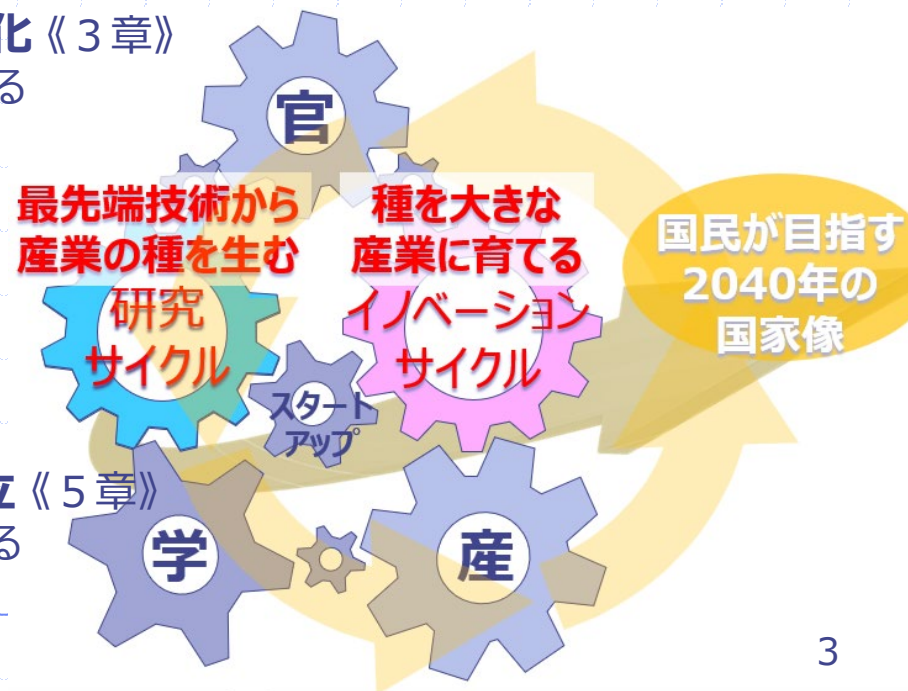 化《3章》
る
官
最先端技術から
産業の種を生む
研究
サイクル
種を大きな
産業に育てる
イノベーション
サイクル
国民が目指す
2040年の
国家像
スタート
アップ
立《5章》
る
学
産
3